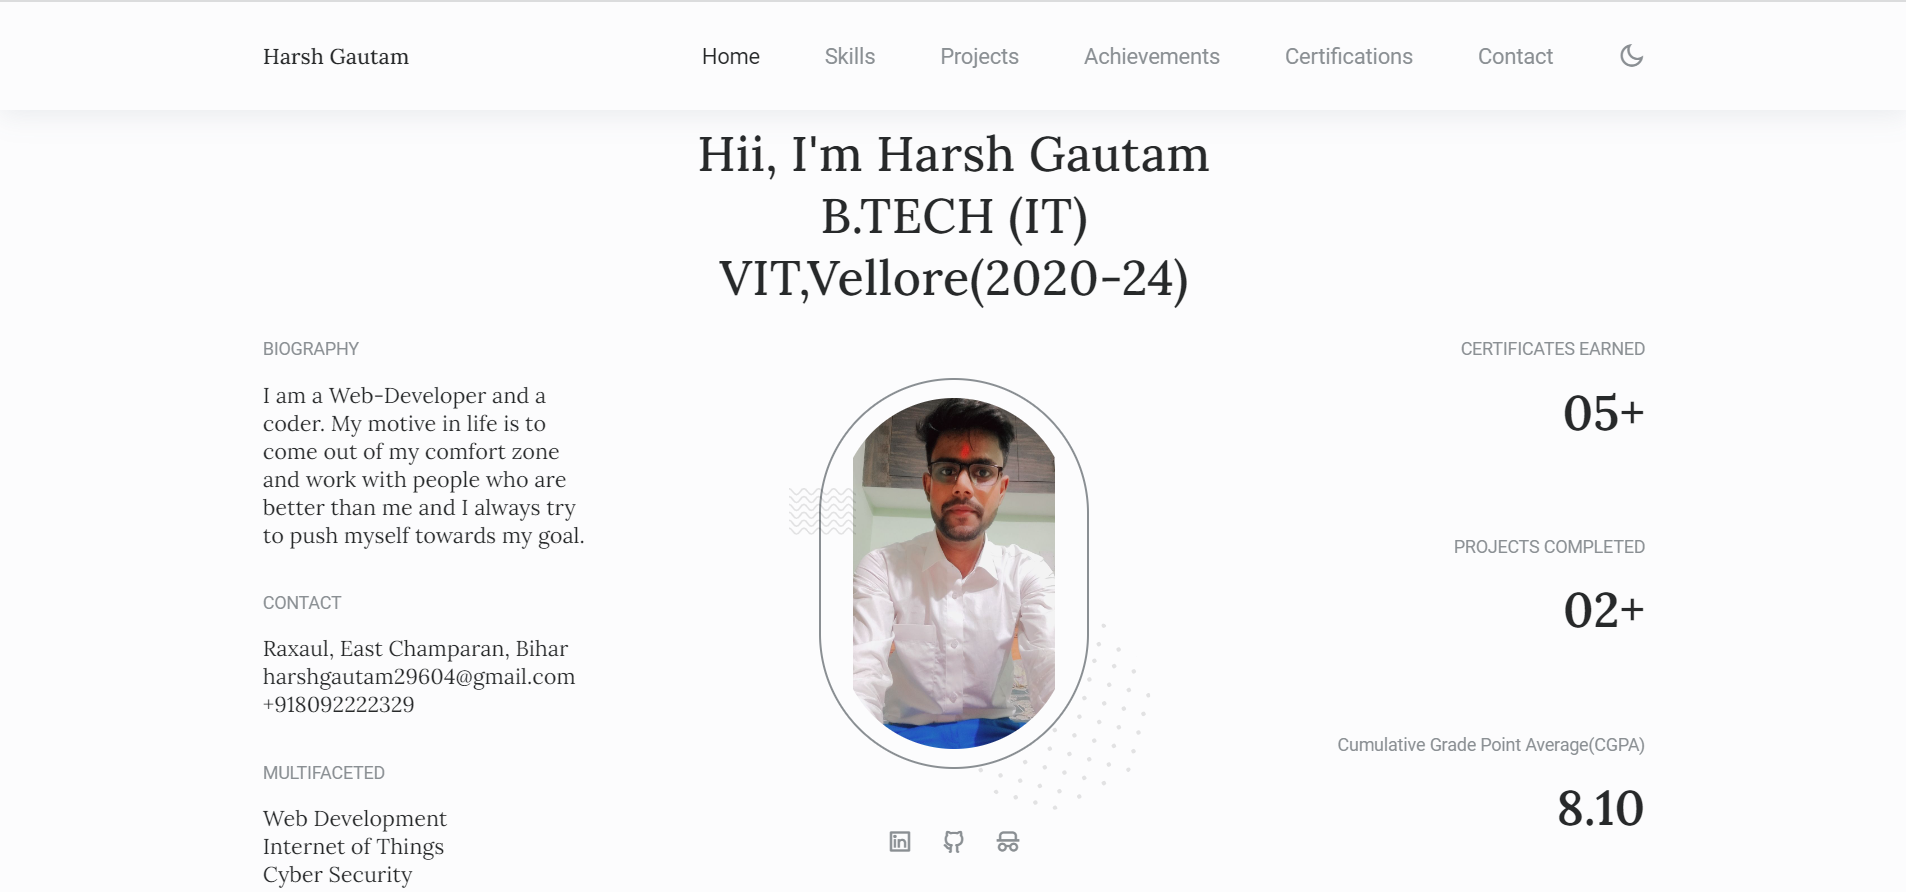 Harsh Gautam
Home
Skills
Projects
Achievements
Certifications
Contact
Hii, I'm Harsh Gautam
B.TECH (IT)
VIT,Vellore(2020-24)
BIOGRAPHY
I am a Web-Developer and a
coder. My motive in life is to
come out of my comfort zone
and work with people who are
better than me and I always try
to push myself towards my goal.
CONTACT
Raxaul, East Champaran, Bihar
harshgautam29604@gmail.com
+918092222329
MULTIFACETED
Web Development
Internet of Things
Cyber Security
CERTIFICATES EARNED
05+
PROJECTS COMPLETED
02+
Cumulative Grade Point Average(CGPA)
8.10